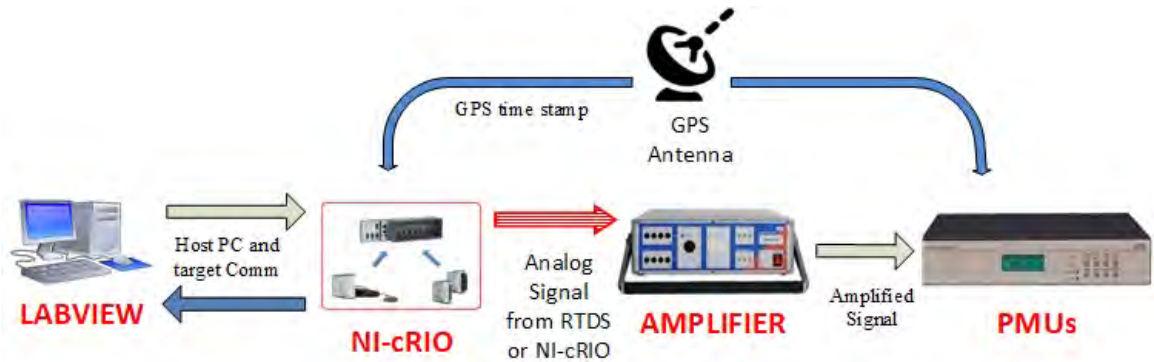 GPS time stamp
GPS
Antenna
Host PC and
target Comm
LABVIEW
NI-cRIO
Analog
Signal
from RTDS
or NI-cRIO
AMPLIFIER
Amplified
Signal
PMUs